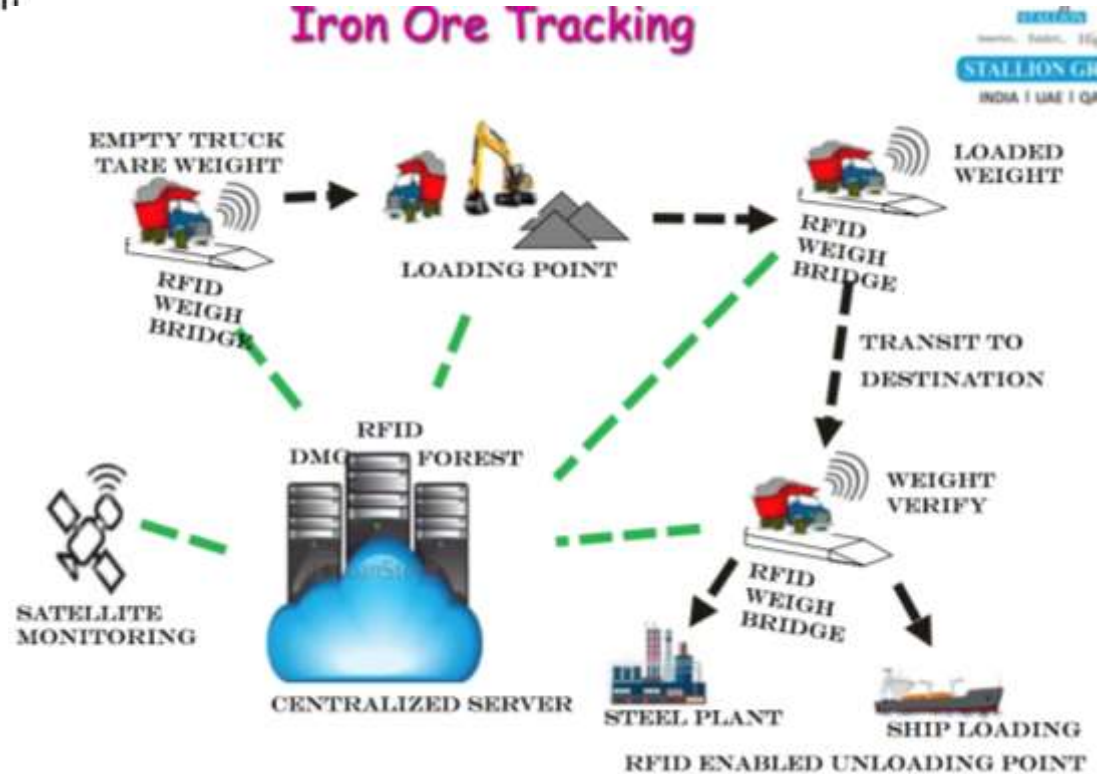 Iron Ore Tracking
STALLION
STALLION GR
INDIA | UAE | QA
EMPTY TRUCK
TARE WEIGHT
RFID
WEIGH
BRIDGE
LOADING POINT
LOADED
WEIGHT
RFID
WEIGH
BRIDGE
TRANSIT TO
DESTINATION
RFID
DMG FOREST
WEIGHT
VERIFY
RFID
WEIGH
BRIDGE
SATELLITE
MONITORING
CENTRALIZED SERVER
STEEL PLANT
SHIP LOADING
RFID ENABLED UNLOADING POINT